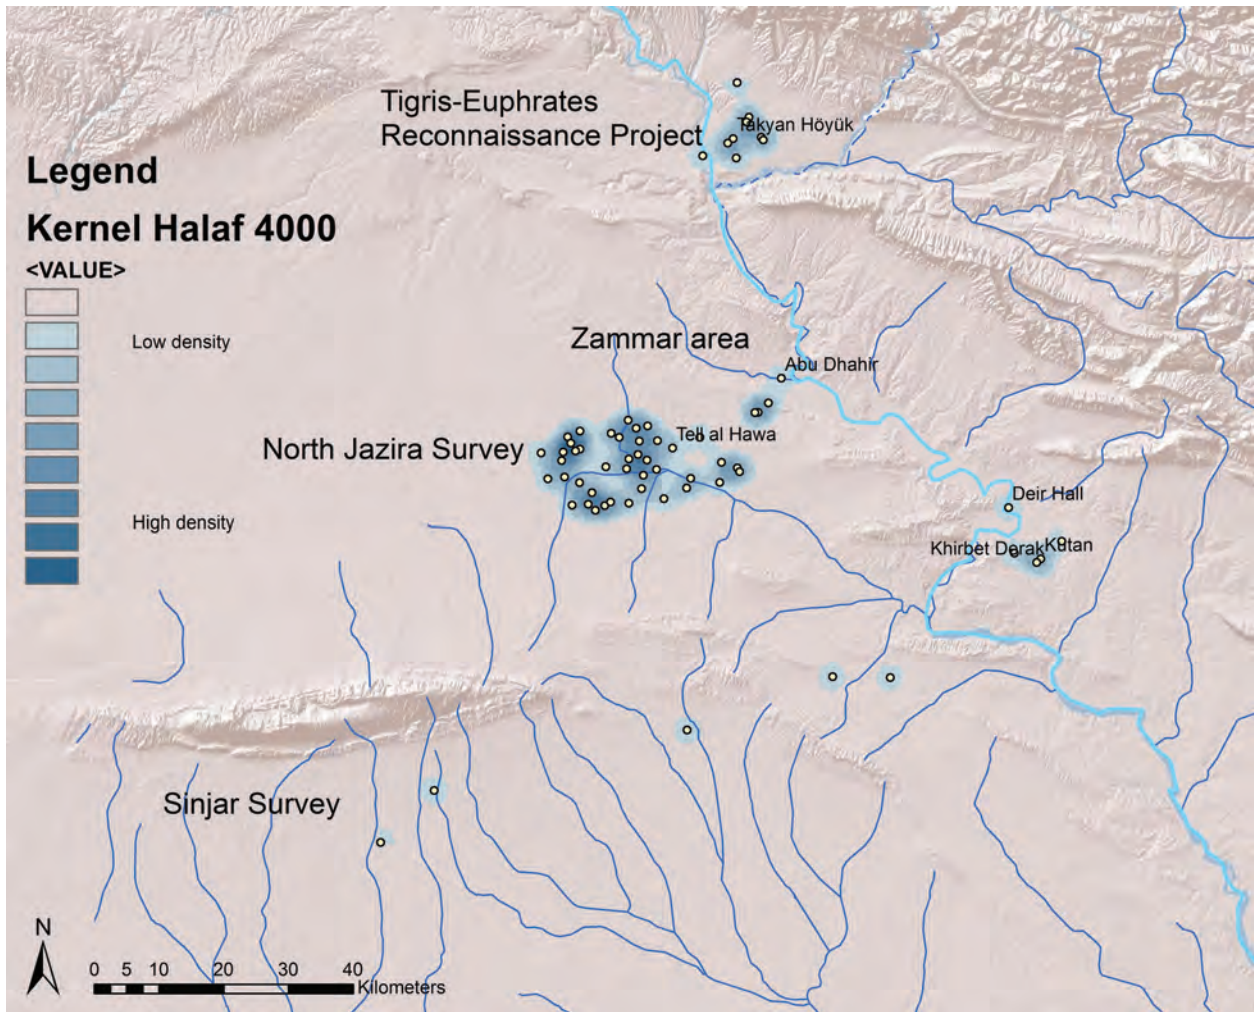 Tigris-Euphrates
Reconnaissance Project
Takyan Höyük
Legend
Kernel Halaf 4000
<VALUE>
Low density
High density
Zammar area
Abu Dhahir
North Jazira Survey
Tell al Hawa
Deir Hall
Khirbet Derak
Kutan
Sinjar Survey
N
0 5 10 20 30 40
Kilometers